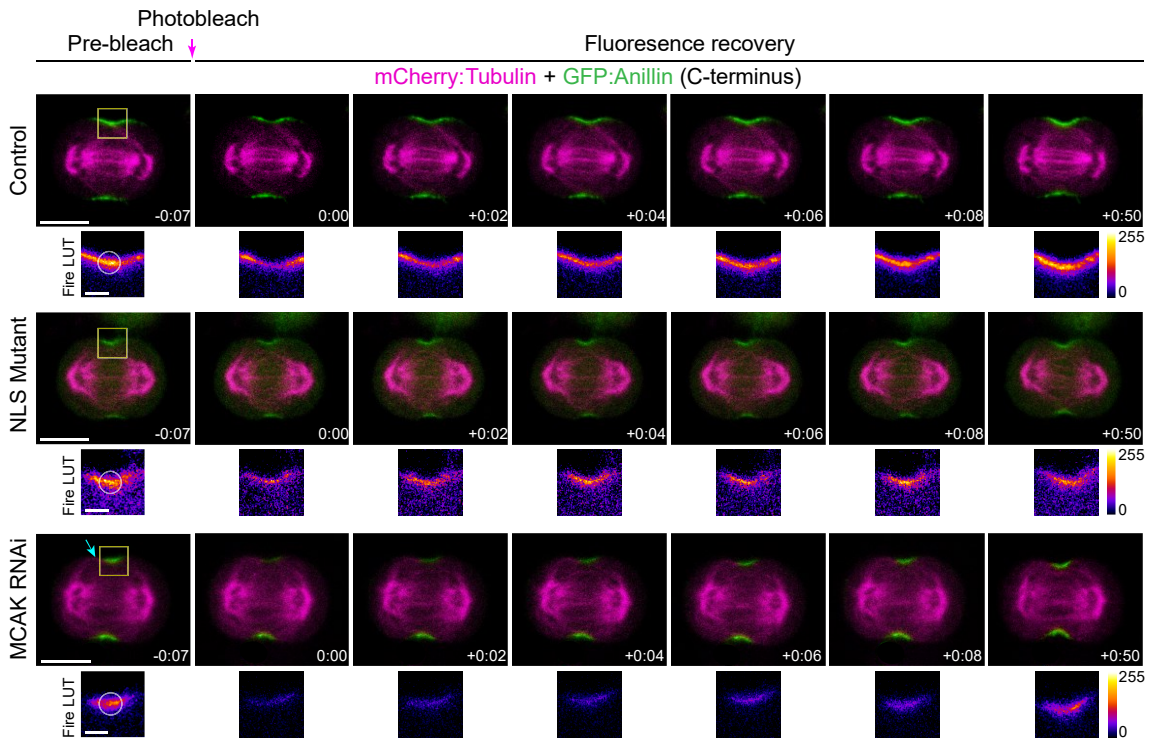 Photobleach
Pre-bleach
Fluoresence recovery
mCherry:Tubulin + GFP:Anillin (C-terminus)
Control
-0:07
0:00
+0:02
+0:04
+0:06
+0:08
+0:50
Fire LUT
255
0
NLS Mutant
-0:07
0:00
+0:02
+0:04
+0:06
+0:08
+0:50
Fire LUT
255
0
MCAK RNAi
-0:07
0:00
+0:02
+0:04
+0:06
+0:08
+0:50
Fire LUT
255
0